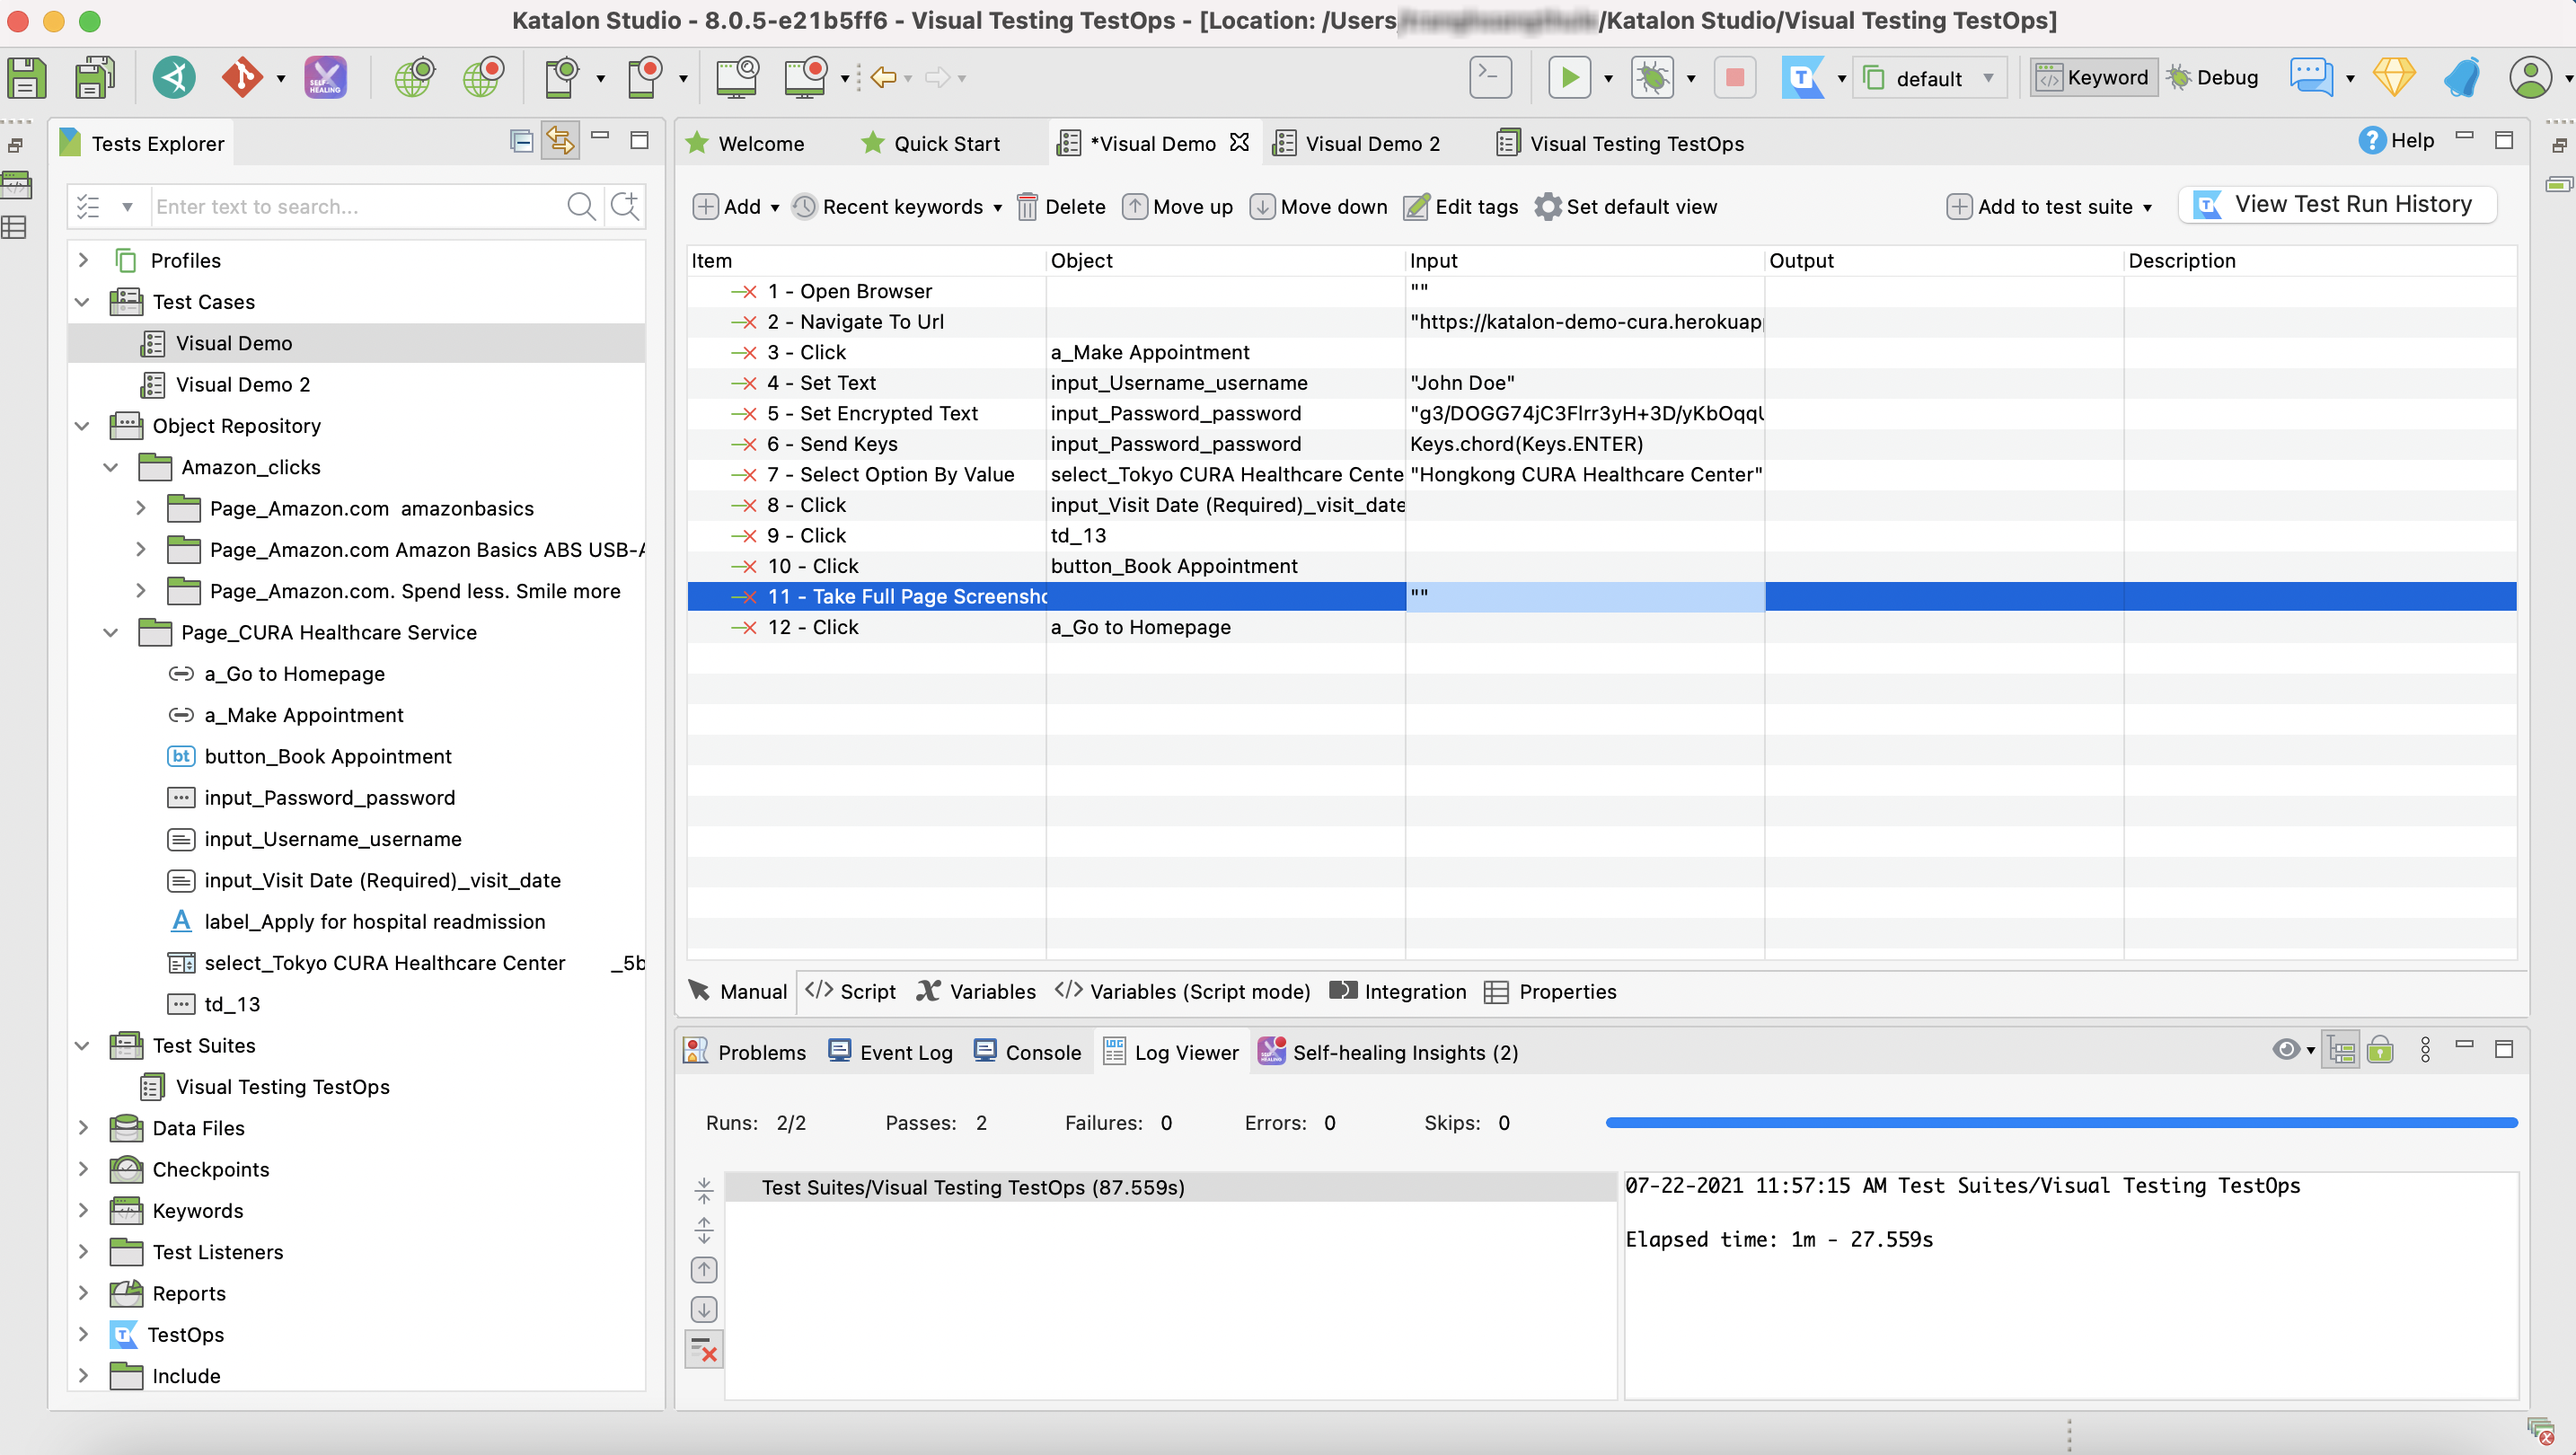 Katalon Studio - 8.0.5-e21b5ff6 - Visual Testing TestOps - [Location: /Users/ /Katalon Studio/Visual Testing TestOps]
SELF HEALING
default
Keyword
Debug
Tests Explorer
Welcome
Quick Start
*Visual Demo
Visual Demo 2
Visual Testing TestOps
Help
Enter text to search...
Add
Recent keywords
Delete
Move up
Move down
Edit tags
Set default view
Add to test suite
View Test Run History
Profiles
Test Cases
Visual Demo
Visual Demo 2
Object Repository
Amazon_clicks
Page_Amazon.com amazonbasics
Page_Amazon.com Amazon Basics ABS USB-A
Page_Amazon.com. Spend less. Smile more
Page_CURA Healthcare Service
a_Go to Homepage
a_Make Appointment
bt button_Book Appointment
input_Password_password
input_Username_username
input_Visit Date (Required)_visit_date
A label_Apply for hospital readmission
select_Tokyo CURA Healthcare Center _5b
td_13
Test Suites
Visual Testing TestOps
Data Files
Checkpoints
Keywords
Test Listeners
Reports
TestOps
Include
Item Object Input Output Description
1 - Open Browser ""
2 - Navigate To Url "https://katalon-demo-cura.herokuap
3 - Click a_Make Appointment
4 - Set Text input_Username_username "John Doe"
5 - Set Encrypted Text input_Password_password "g3/DOGG74jC3Flrr3yH+3D/yKbOqqU
6 - Send Keys input_Password_password Keys.chord(Keys.ENTER)
7 - Select Option By Value select_Tokyo CURA Healthcare Cente "Hongkong CURA Healthcare Center"
8 - Click input_Visit Date (Required)_visit_date
9 - Click td_13
10 - Click button_Book Appointment
11 - Take Full Page Screensho ""
12 - Click a_Go to Homepage
Manual
Script
Variables
Variables (Script mode)
Integration
Properties
Problems
Event Log
Console
Log Viewer
Self-healing Insights (2)
Runs: 2/2 Passes: 2 Failures: 0 Errors: 0 Skips: 0
Test Suites/Visual Testing TestOps (87.559s)
07-22-2021 11:57:15 AM Test Suites/Visual Testing TestOps
Elapsed time: 1m - 27.559s